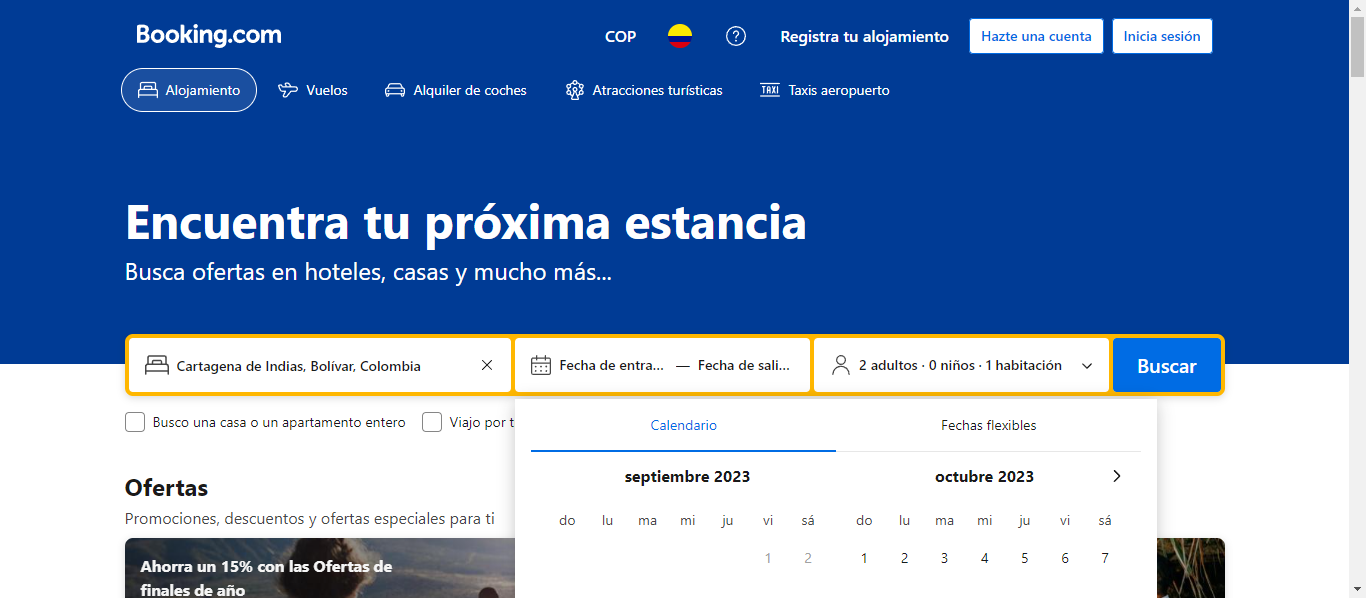 Booking.com
COP
Registra tu alojamiento
Hazte una cuenta
Inicia sesión
Alojamiento
Vuelos
Alquiler de coches
Atracciones turísticas
TAXI
Taxis aeropuerto
Encuentra tu próxima estancia
Busca ofertas en hoteles, casas y mucho más...
Cartagena de Indias, Bolívar, Colombia
Fecha de entra... — Fecha de sali...
2 adultos · 0 niños · 1 habitación
Buscar
Busco una casa o un apartamento entero
Viajo por t
Calendario
Fechas flexibles
septiembre 2023
octubre 2023
do lu ma mi ju vi sá
do lu ma mi ju vi sá
1 2
1 2 3 4 5 6 7
Ofertas
Promociones, descuentos y ofertas especiales para ti
Ahorra un 15% con las Ofertas de
finales de año